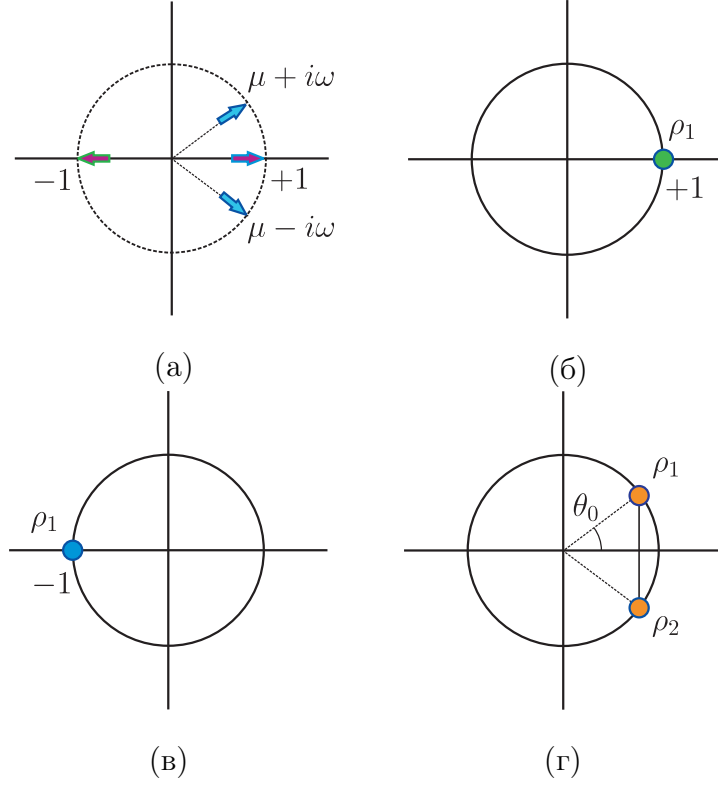 μ + iω
−1
+1
μ − iω
(а)
ρ₁
+1
(б)
ρ₁
−1
(в)
ρ₁
θ₀
ρ₂
(г)